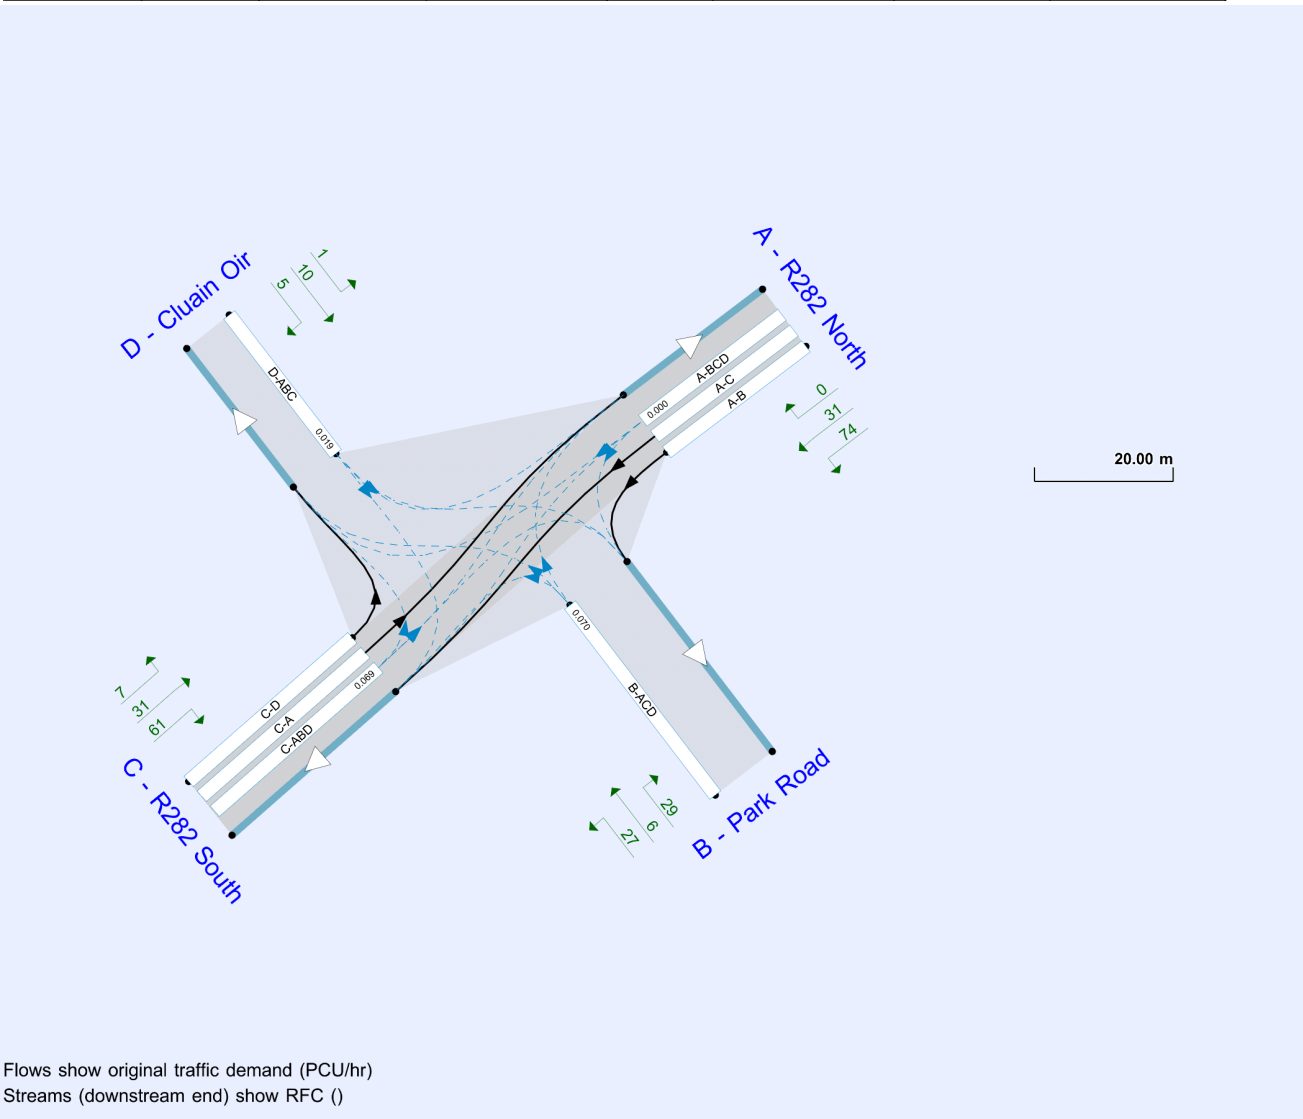 A - R282 North
D - Cluain Oir
1
10
5
A-BCD
A-C
A-B
0.000
0
31
74
D-ABC
0.019
20.00 m
0.070
B-ACD
0.069
C-D
C-A
C-ABD
7
31
61
C - R282 South
B - Park Road
29
6
27
Flows show original traffic demand (PCU/hr)
Streams (downstream end) show RFC ()